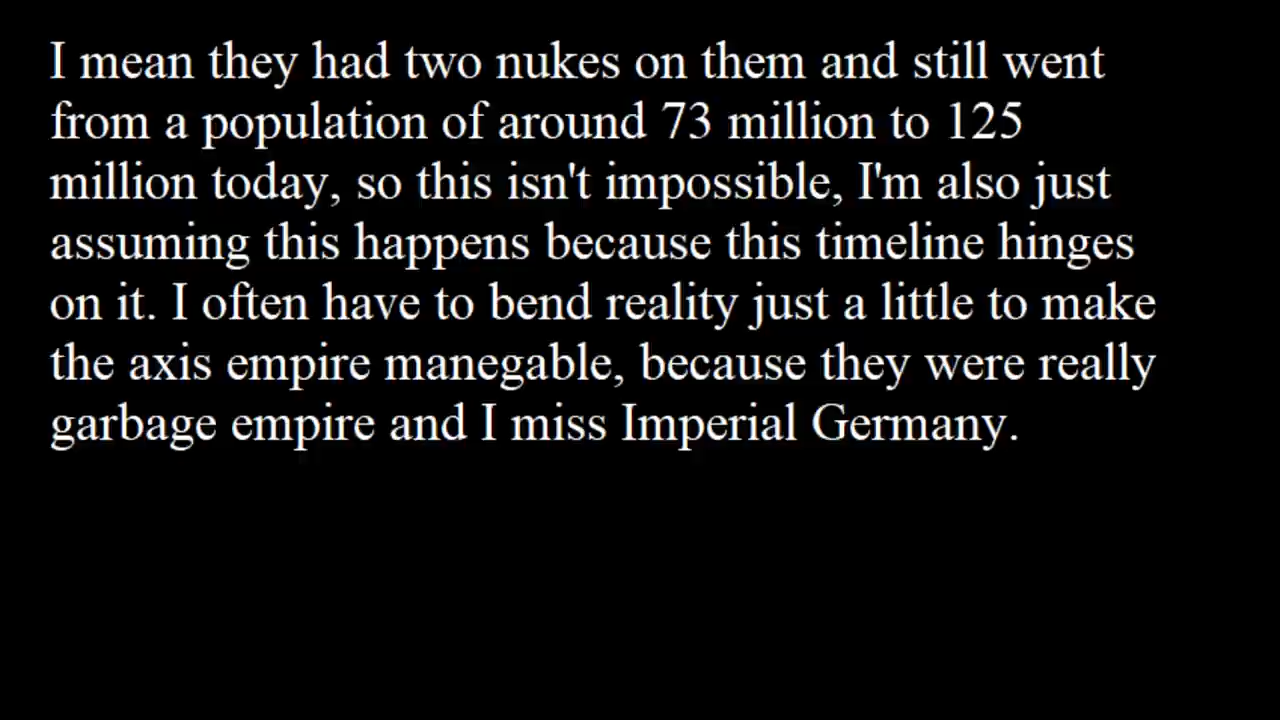 I mean they had two nukes on them and still went
from a population of around 73 million to 125
million today, so this isn't impossible, I'm also just
assuming this happens because this timeline hinges
on it. I often have to bend reality just a little to make
the axis empire manegable, because they were really
garbage empire and I miss Imperial Germany.